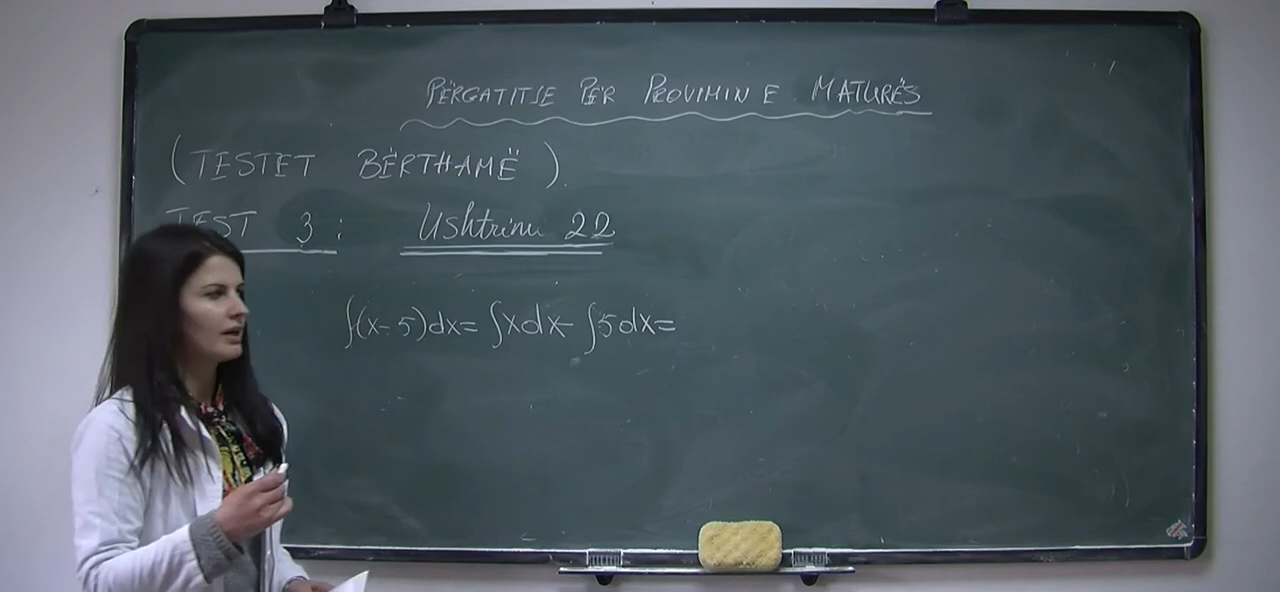 PËRGATITJE PËR PROVIMIN E MATURËS
(TESTET BËRTHAMË).
TEST 3: Ushtrimi 22
∫(x-5)dx= ∫xdx- ∫5dx=